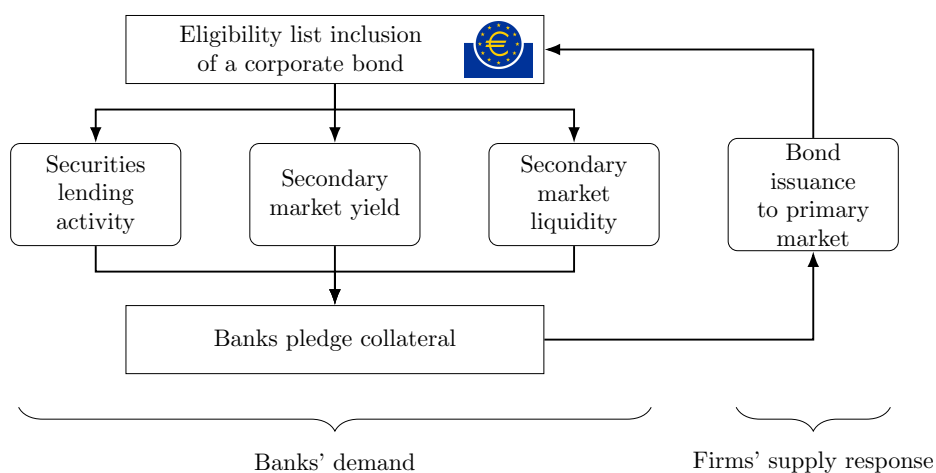 Eligibility list inclusion
of a corporate bond
€
Securities
lending
activity
Secondary
market yield
Secondary
market
liquidity
Bond
issuance
to primary
market
Banks pledge collateral
Banks’ demand
Firms’ supply response